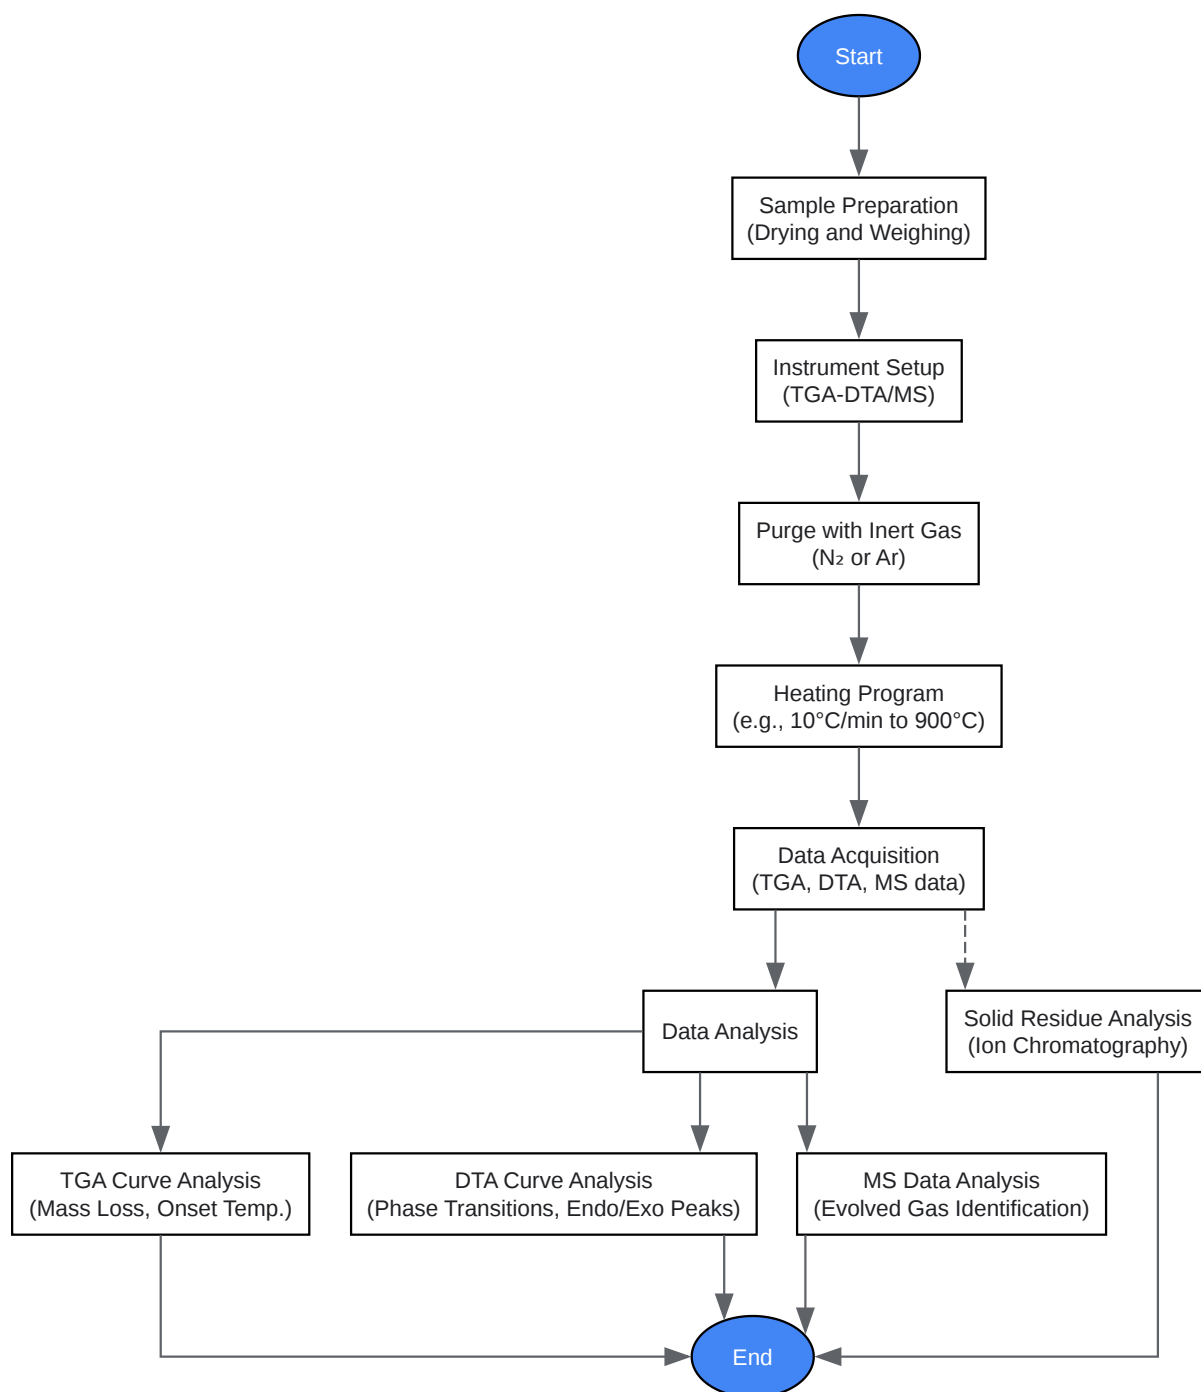 Start
Sample Preparation
(Drying and Weighing)
Instrument Setup
(TGA-DTA/MS)
Purge with Inert Gas
(N₂ or Ar)
Heating Program
(e.g., 10°C/min to 900°C)
Data Acquisition
(TGA, DTA, MS data)
Data Analysis
Solid Residue Analysis
(Ion Chromatography)
TGA Curve Analysis
(Mass Loss, Onset Temp.)
DTA Curve Analysis
(Phase Transitions, Endo/Exo Peaks)
MS Data Analysis
(Evolved Gas Identification)
End